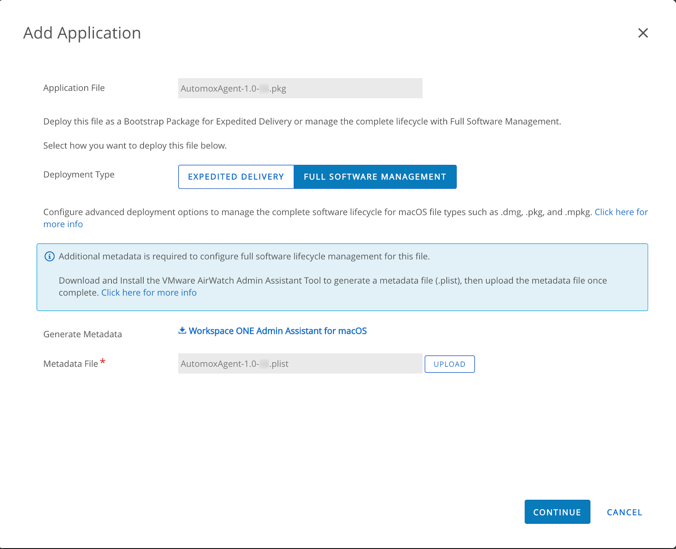 Add Application
Application File
AutomoxAgent-1.0- .pkg
Deploy this file as a Bootstrap Package for Expedited Delivery or manage the complete lifecycle with Full Software Management.
Select how you want to deploy this file below.
Deployment Type
EXPEDITED DELIVERY
FULL SOFTWARE MANAGEMENT
Configure advanced deployment options to manage the complete software lifecycle for macOS file types such as .dmg, .pkg, and .mpkg. Click here for
more info
Additional metadata is required to configure full software lifecycle management for this file.
Download and Install the VMware AirWatch Admin Assistant Tool to generate a metadata file (.plist), then upload the metadata file once
complete. Click here for more info
Generate Metadata
Workspace ONE Admin Assistant for macOS
Metadata File*
AutomoxAgent-1.0- .plist
UPLOAD
CONTINUE
CANCEL